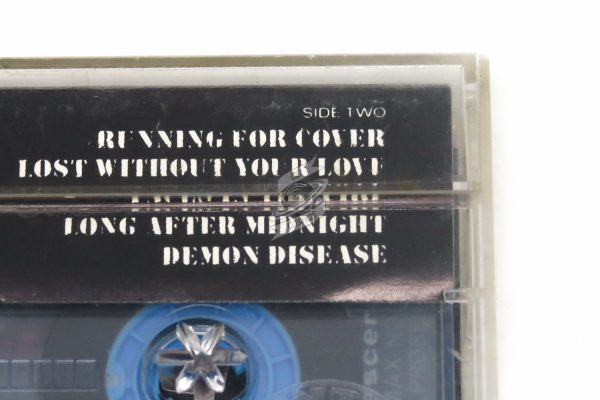 SIDE TWO
RUNNING FOR COVER
LOST WITHOUT YOUR LOVE
LONG AFTER MIDNIGHT
DEMON DISEASE